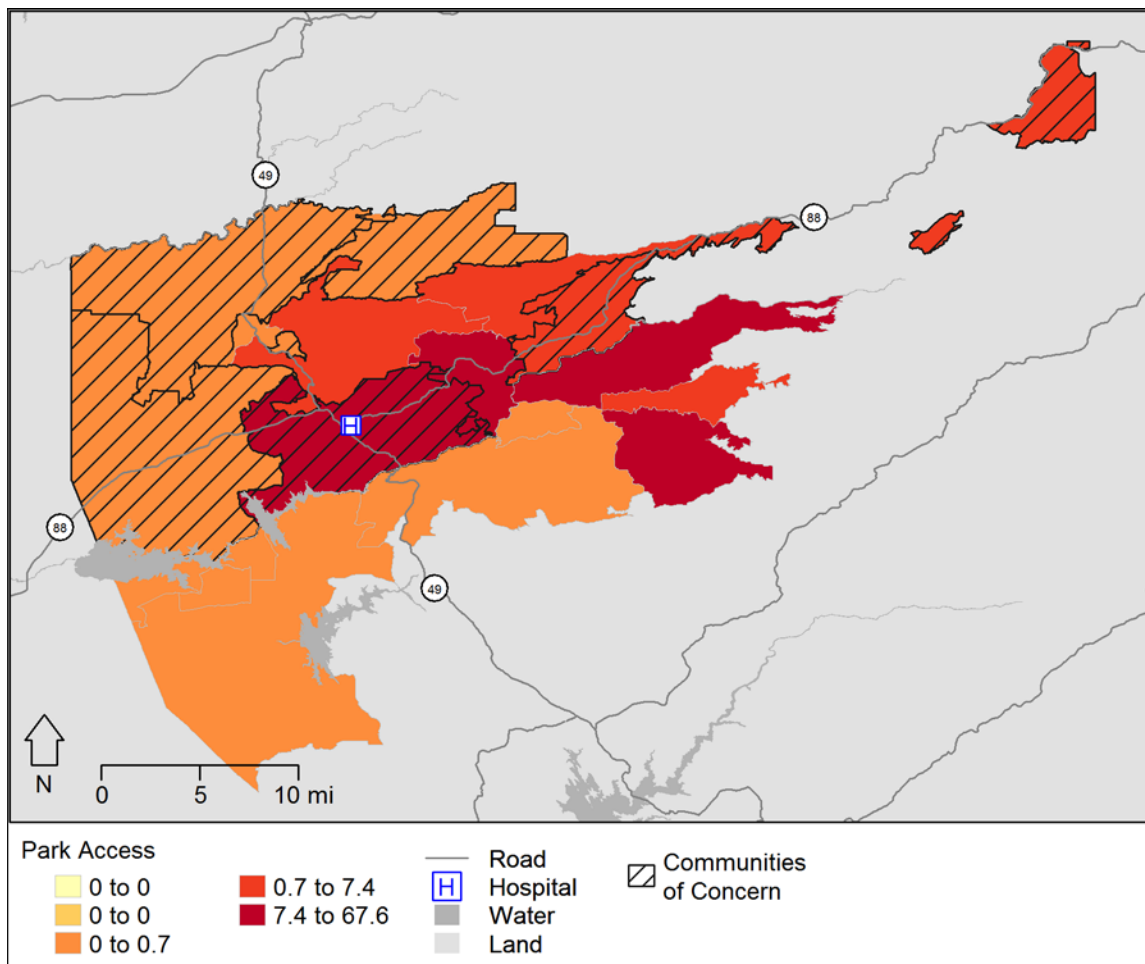 49
88
88
49
N
0 5 10 mi
Park Access
0 to 0
0 to 0
0 to 0.7
0.7 to 7.4
7.4 to 67.6
Road
H Hospital
Water
Land
Communities
of Concern
H